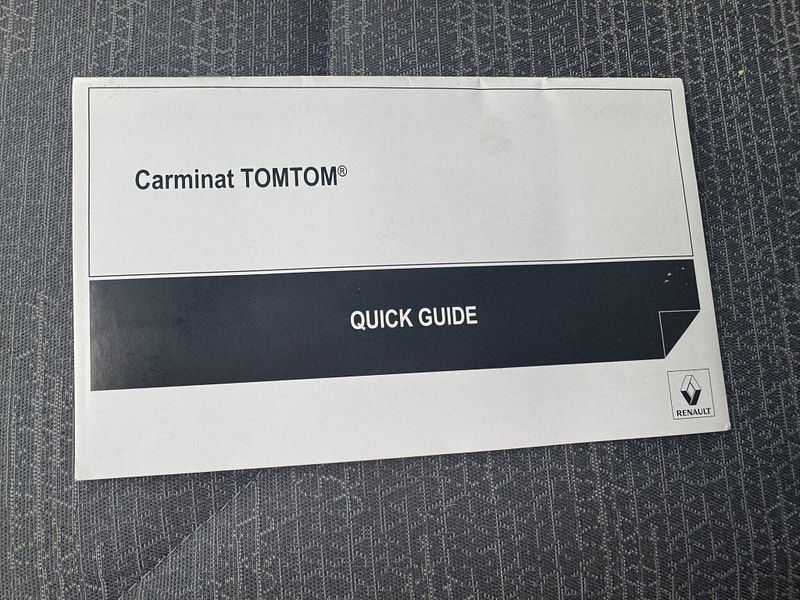 Carminat TOMTOM®
QUICK GUIDE
RENAULT